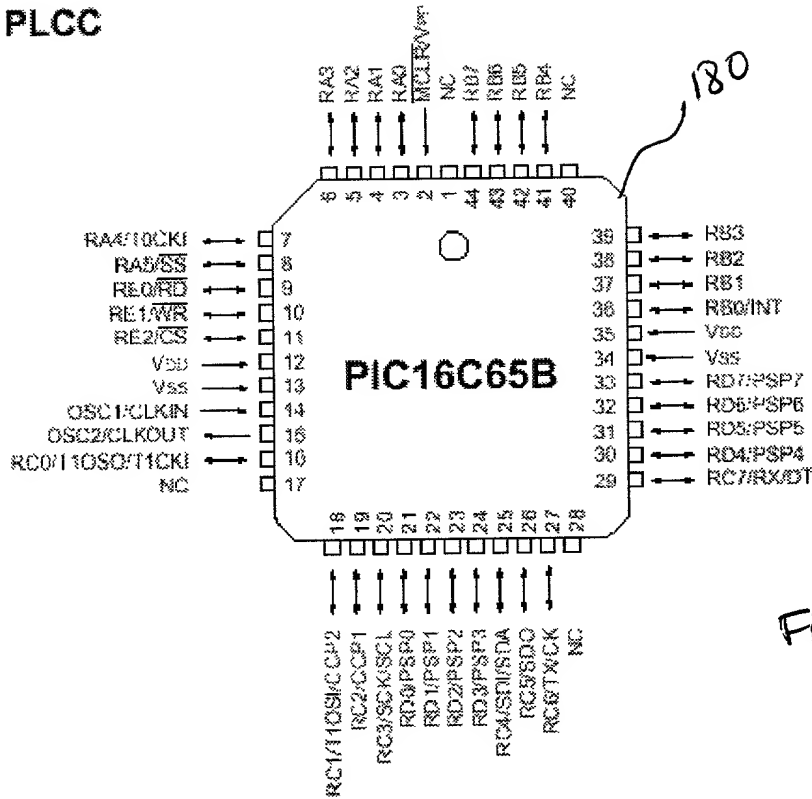 PLCC
RA3
RA2
RA1
RA0
MCLR/VPP
NC
RB7
RB6
RB5
RB4
NC
180
6
5
4
3
2
1
44
43
42
41
40
RA4/T0CKI 7
RA5/SS 8
RE0/RD 9
RE1/WR 10
RE2/CS 11
VDD 12
VSS 13
OSC1/CLKIN 14
OSC2/CLKOUT 15
RC0/T1OSO/T1CKI 16
NC 17
PIC16C65B
39 RB3
38 RB2
37 RB1
36 RB0/INT
35 VDD
34 VSS
33 RD7/PSP7
32 RD6/PSP6
31 RD5/PSP5
30 RD4/PSP4
29 RC7/RX/DT
18
19
20
21
22
23
24
25
26
27
28
RC1/T1OSI/CCP2
RC2/CCP1
RC3/SCK/SCL
RD0/PSP0
RD1/PSP1
RD2/PSP2
RD3/PSP3
RC4/SDI/SDA
RC5/SDO
RC6/TX/CK
NC